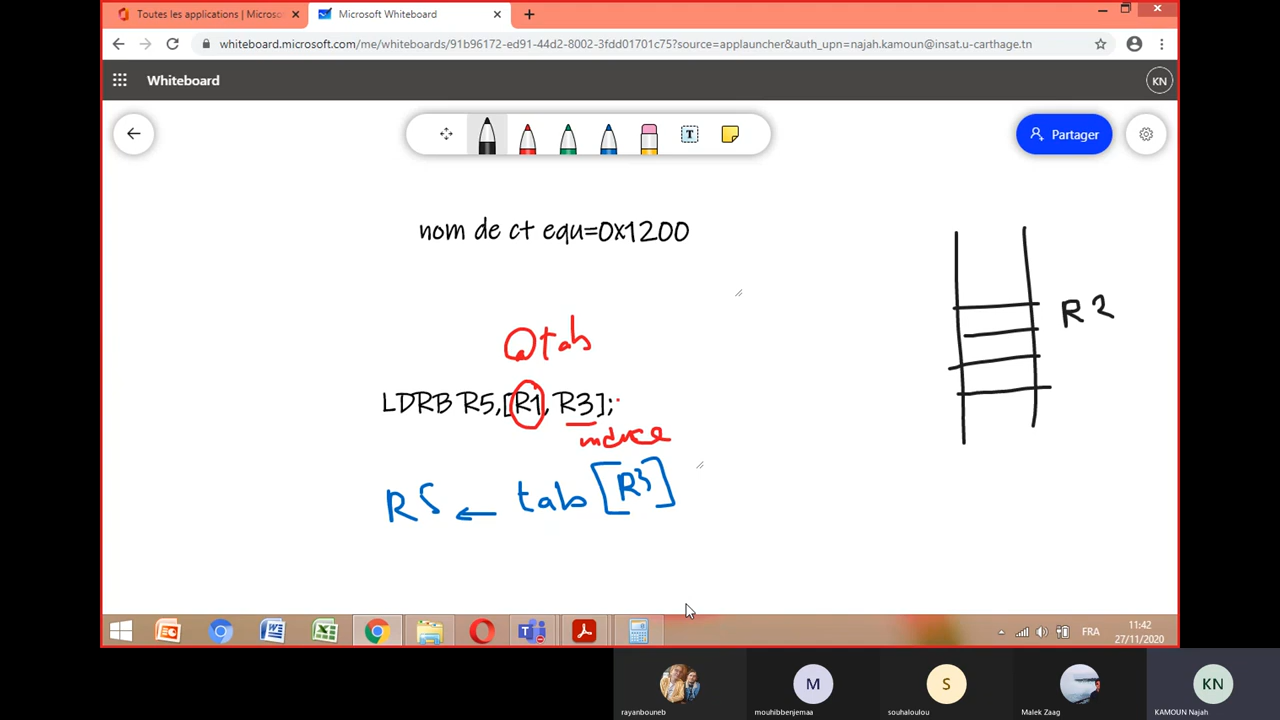 Toutes les applications | Microso
Microsoft Whiteboard
whiteboard.microsoft.com/me/whiteboards/91b96172-ed91-44d2-8002-3fdd01701c75?source=applauncher&auth_upn=najah.kamoun@insat.u-carthage.tn
Whiteboard
KN
T
Partager
nom de ct equ=0x1200
R2
@tab
LDRB R5,[R1, R3];
indice
R5 ← tab [R3]
11:42
FRA
27/11/2020
M
S
KN
rayanbouneb
mouhibbenjemaa
souhaloulou
Malek Zaag
KAMOUN Najah